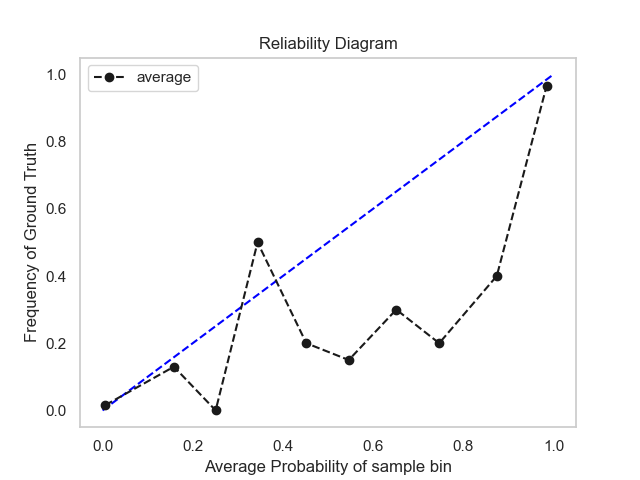 Reliability Diagram
average
1.0
0.8
0.6
0.4
0.2
0.0
Frequency of Ground Truth
0.0 0.2 0.4 0.6 0.8 1.0
Average Probability of sample bin